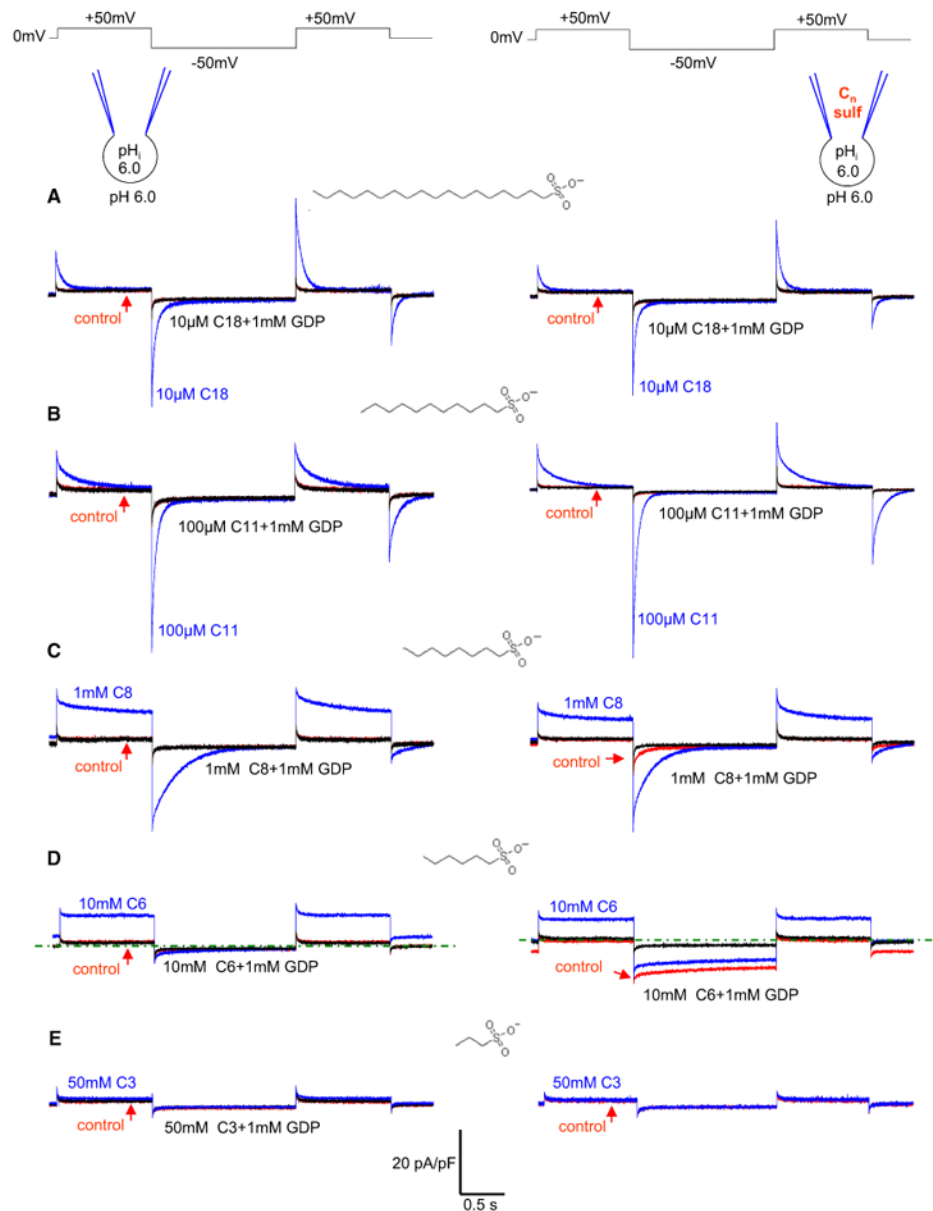 +50mV +50mV +50mV +50mV
0mV 0mV
-50mV -50mV
Cn
sulf
pHi pHi
6.0 6.0
pH 6.0 pH 6.0
A
O O− S O O
control control
10µM C18+1mM GDP 10µM C18+1mM GDP
10µM C18 10µM C18
B
O O− S O O
control control
100µM C11+1mM GDP 100µM C11+1mM GDP
100µM C11 100µM C11
C
O O− S O O
1mM C8 1mM C8
control control
1mM C8+1mM GDP 1mM C8+1mM GDP
D
O O− S O O
10mM C6 10mM C6
control control
10mM C6+1mM GDP 10mM C6+1mM GDP
E
O O− S O O
50mM C3 50mM C3
control control
50mM C3+1mM GDP
20 pA/pF
0.5 s